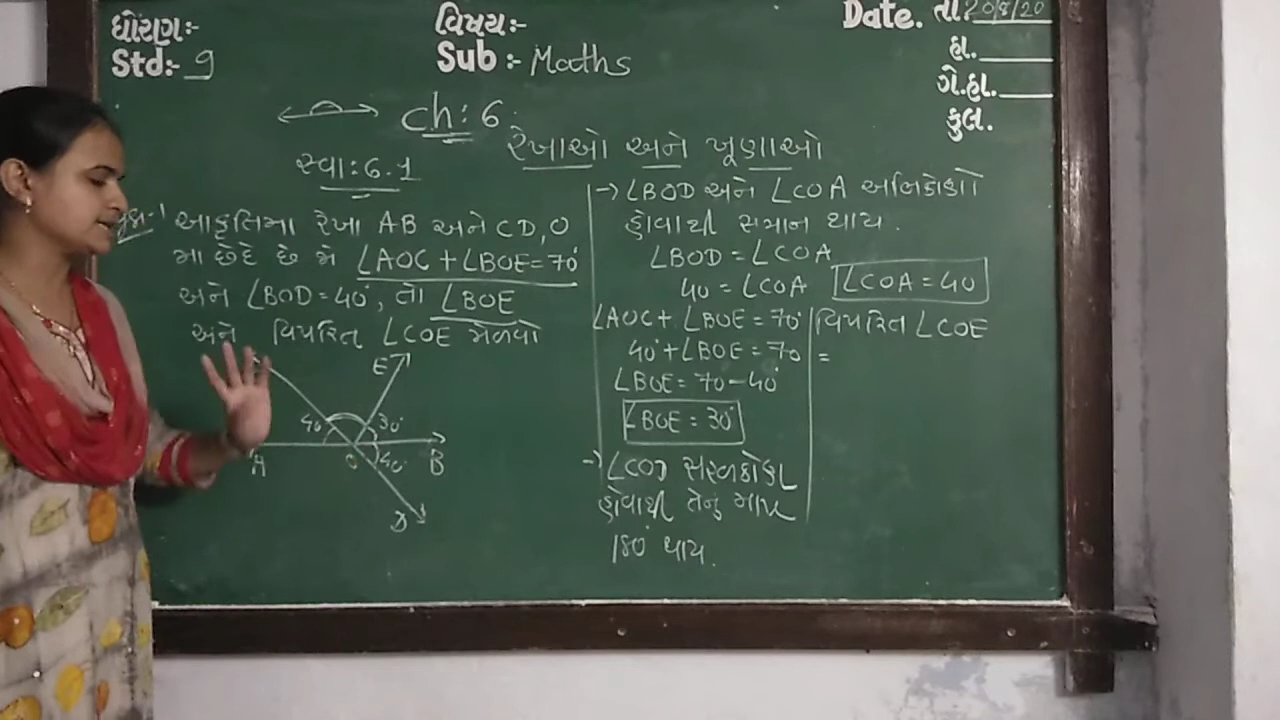 ધોરણઃ-
Std:- 9
વિષયઃ-
Sub :- Maths
Date. તા. 20/8/20
હા.
ગે.હા.
કુલ.
Ch: 6
રેખાઓ અને ખૂણાઓ
સ્વા: 6.1
આકૃતિમા રેખા AB અને CD, O
મા છેદે છે જો ∠AOC + ∠BOE = 70°
અને ∠BOD = 40°, તો ∠BOE
અને વિપરિત ∠COE મેળવો
E
40° 30°
A O 40° B
D
→ ∠BOD અને ∠COA અભિકોણો
હોવાથી સમાન થાય.
∠BOD = ∠COA
40 = ∠COA ∠COA = 40
∠AOC + ∠BOE = 70°
40° + ∠BOE = 70
∠BOE = 70 - 40°
∠BOE = 30°
→ ∠COD સરળકોણ
હોવાથી તેનું માપ
180° થાય.
વિપરિત ∠COE
=